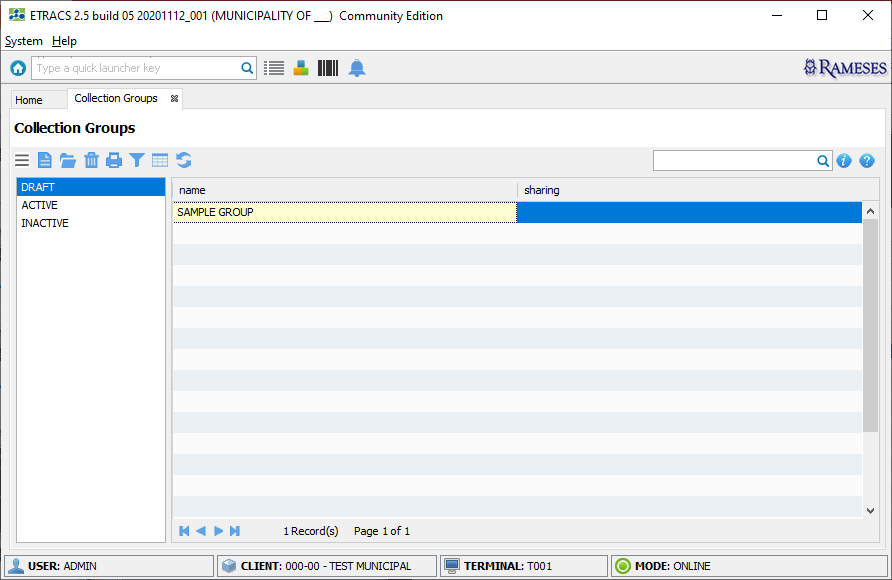 ETRACS 2.5 build 05 20201112_001 (MUNICIPALITY OF ___) Community Edition
System Help
Type a quick launcher key
RAMESES
Home
Collection Groups
Collection Groups
DRAFT
ACTIVE
INACTIVE
name sharing
SAMPLE GROUP
1 Record(s) Page 1 of 1
USER: ADMIN
CLIENT: 000-00 - TEST MUNICIPAL
TERMINAL: T001
MODE: ONLINE